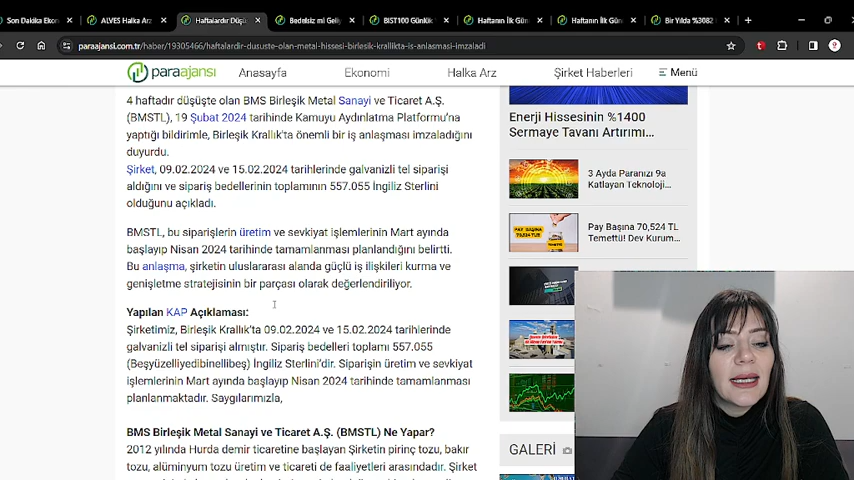 Son Dakika Ekon
ALVES Halka Arz
Haftalardır Düşüş
Bedelsiz mi Geliy
BIST100 Günlük
Haftanın İlk Gün
Haftanın İlk Gün
Bir Yılda %3082
paraajansi.com.tr/haber/19305466/haftalardir-dususte-olan-metal-hissesi-birlesik-krallikta-is-anlasmasi-imzaladi
paraajansı
Anasayfa
Ekonomi
Halka Arz
Şirket Haberleri
Menü
4 haftadır düşüşte olan BMS Birleşik Metal Sanayi ve Ticaret A.Ş.
(BMSTL), 19 Şubat 2024 tarihinde Kamuyu Aydınlatma Platformu'na
yaptığı bildirimle, Birleşik Krallık'ta önemli bir iş anlaşması imzaladığını
duyurdu.
Şirket, 09.02.2024 ve 15.02.2024 tarihlerinde galvanizli tel siparişi
aldığını ve sipariş bedellerinin toplamının 557.055 İngiliz Sterlini
olduğunu açıkladı.
BMSTL, bu siparişlerin üretim ve sevkiyat işlemlerinin Mart ayında
başlayıp Nisan 2024 tarihinde tamamlanması planlandığını belirtti.
Bu anlaşma, şirketin uluslararası alanda güçlü iş ilişkileri kurma ve
genişletme stratejisinin bir parçası olarak değerlendiriliyor.
Yapılan KAP Açıklaması:
Şirketimiz, Birleşik Krallık'ta 09.02.2024 ve 15.02.2024 tarihlerinde
galvanizli tel siparişi almıştır. Sipariş bedelleri toplamı 557.055
(Beşyüzelliyedibinellibeş) İngiliz Sterlini'dir. Siparişin üretim ve sevkiyat
işlemlerinin Mart ayında başlayıp Nisan 2024 tarihinde tamamlanması
planlanmaktadır. Saygılarımızla,
BMS Birleşik Metal Sanayi ve Ticaret A.Ş. (BMSTL) Ne Yapar?
2012 yılında Hurda demir ticaretine başlayan Şirketin pirinç tozu, bakır
tozu, alüminyum tozu üretim ve ticareti de faaliyetleri arasındadır. Şirket
Enerji Hissesinin %1400
Sermaye Tavanı Artırımı...
3 Ayda Paranızı 9a
Katlayan Teknoloji...
Pay Başına 70,524 TL
Temettü! Dev Kurum...
GALERİ